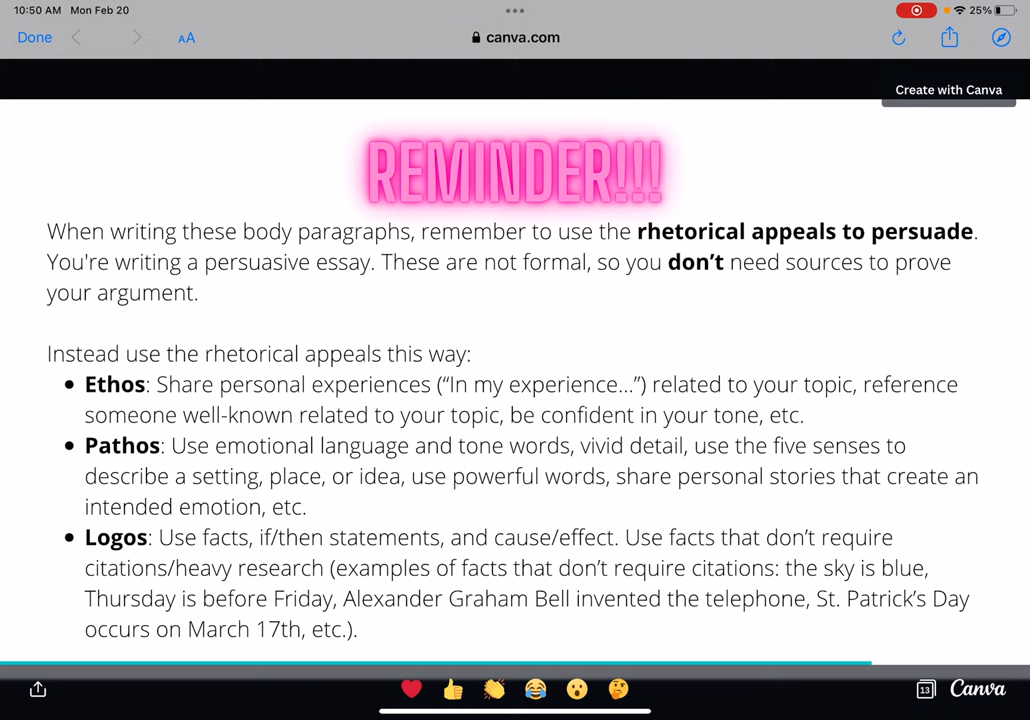 10:50 AM Mon Feb 20
25%
Done
AA
canva.com
Create with Canva
REMINDER!!!
When writing these body paragraphs, remember to use the rhetorical appeals to persuade.
You're writing a persuasive essay. These are not formal, so you don't need sources to prove
your argument.
Instead use the rhetorical appeals this way:
• Ethos: Share personal experiences (“In my experience...”) related to your topic, reference
someone well-known related to your topic, be confident in your tone, etc.
• Pathos: Use emotional language and tone words, vivid detail, use the five senses to
describe a setting, place, or idea, use powerful words, share personal stories that create an
intended emotion, etc.
• Logos: Use facts, if/then statements, and cause/effect. Use facts that don’t require
citations/heavy research (examples of facts that don’t require citations: the sky is blue,
Thursday is before Friday, Alexander Graham Bell invented the telephone, St. Patrick’s Day
occurs on March 17th, etc.).
13
Canva